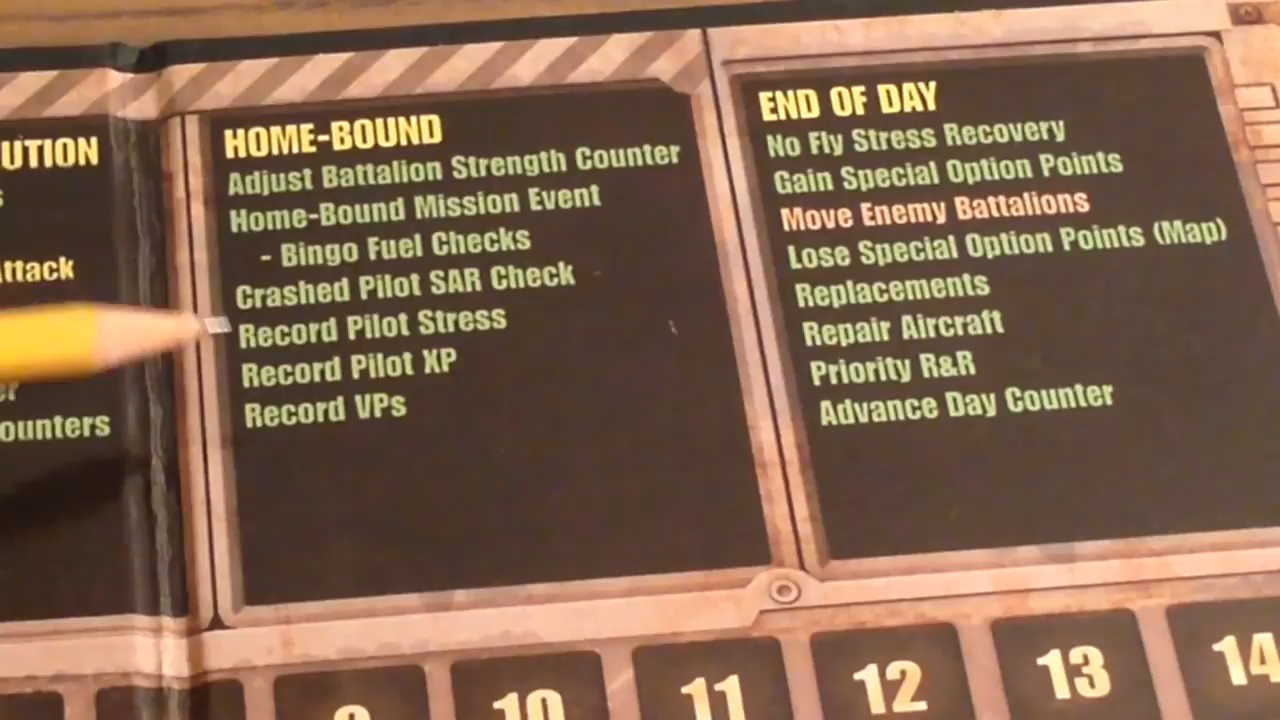 UTION
s
ttack
er
ounters
HOME-BOUND
Adjust Battalion Strength Counter
Home-Bound Mission Event
- Bingo Fuel Checks
Crashed Pilot SAR Check
Record Pilot Stress
Record Pilot XP
Record VPs
END OF DAY
No Fly Stress Recovery
Gain Special Option Points
Move Enemy Battalions
Lose Special Option Points (Map)
Replacements
Repair Aircraft
Priority R&R
Advance Day Counter
9 10 11 12 13 14